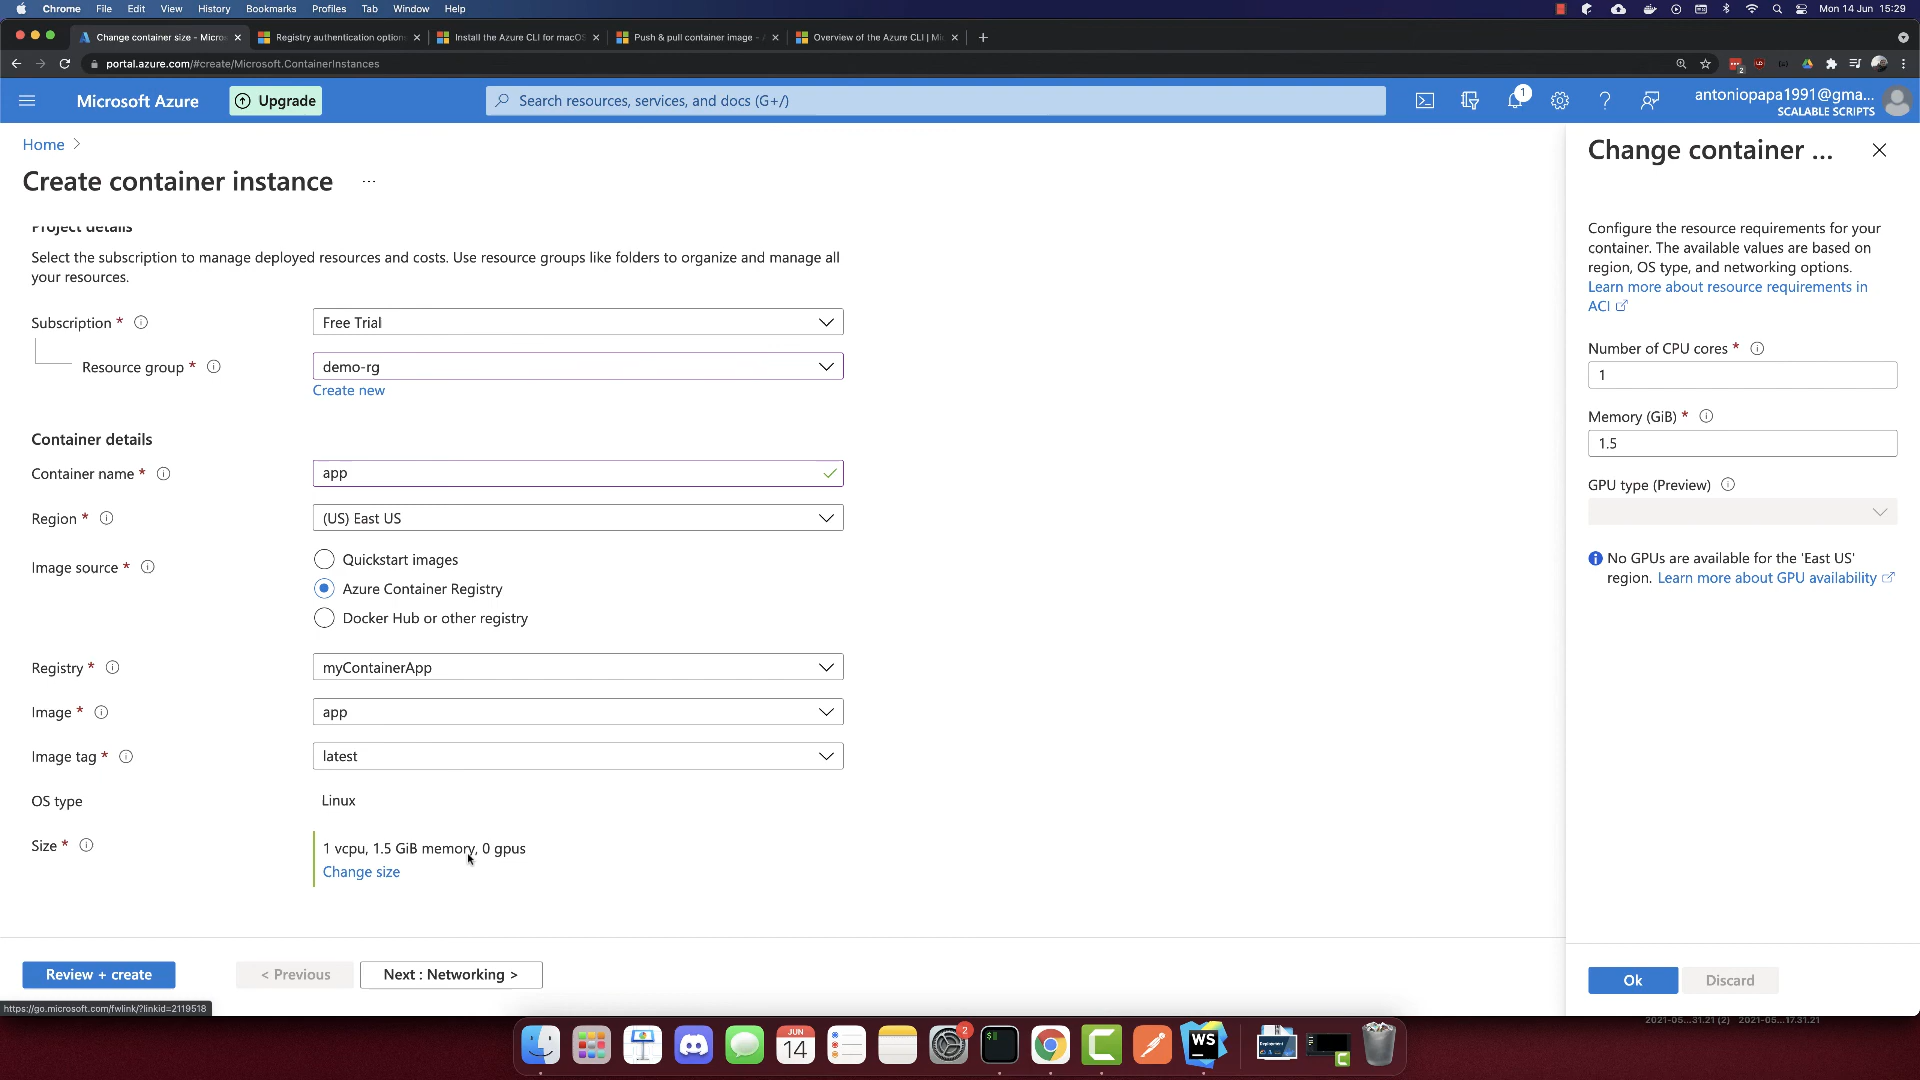 Chrome File Edit View History Bookmarks Profiles Tab Window Help
Mon 14 Jun 15:29
Change container size - Micros
Registry authentication option
Install the Azure CLI for macOS
Push & pull container image - A
Overview of the Azure CLI | Mi
portal.azure.com/#create/Microsoft.ContainerInstances
2
Microsoft Azure
Upgrade
Search resources, services, and docs (G+/)
1
antoniopapa1991@gma...
SCALABLE SCRIPTS
Home >
Create container instance ...
Project details
Select the subscription to manage deployed resources and costs. Use resource groups like folders to organize and manage all
your resources.
Subscription *
Free Trial
Resource group *
demo-rg
Create new
Container details
Container name *
app
Region *
(US) East US
Image source *
Quickstart images
Azure Container Registry
Docker Hub or other registry
Registry *
myContainerApp
Image *
app
Image tag *
latest
OS type
Linux
Size *
1 vcpu, 1.5 GiB memory, 0 gpus
Change size
Review + create
< Previous
Next : Networking >
https://go.microsoft.com/fwlink/?linkid=2119518
Change container ...
Configure the resource requirements for your
container. The available values are based on
region, OS type, and networking options.
Learn more about resource requirements in
ACI
Number of CPU cores *
1
Memory (GiB) *
1.5
GPU type (Preview)
No GPUs are available for the 'East US'
region. Learn more about GPU availability
Ok
Discard
2021-05...31.21 (2) 2021-05...17.31.21
JUN
14
2
$
WS